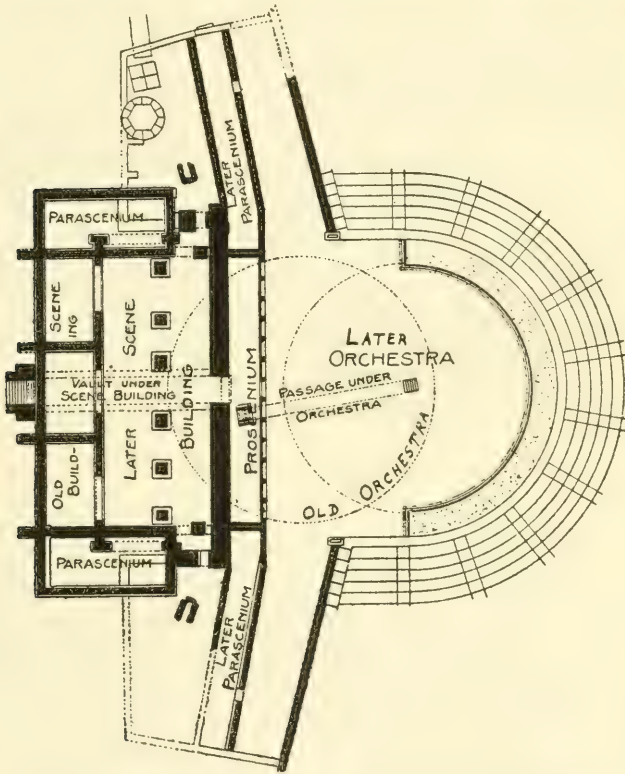 LATER
PARASCENIUM
PARASCENIUM
SCENE
ING
OLD
BUILD-
VAULT UNDER
SCENE BUILDING
LATER SCENE
BUILDING
PROSCENIUM
LATER
ORCHESTRA
PASSAGE UNDER
ORCHESTRA
OLD ORCHESTRA
PARASCENIUM
LATER
PARASCENIUM